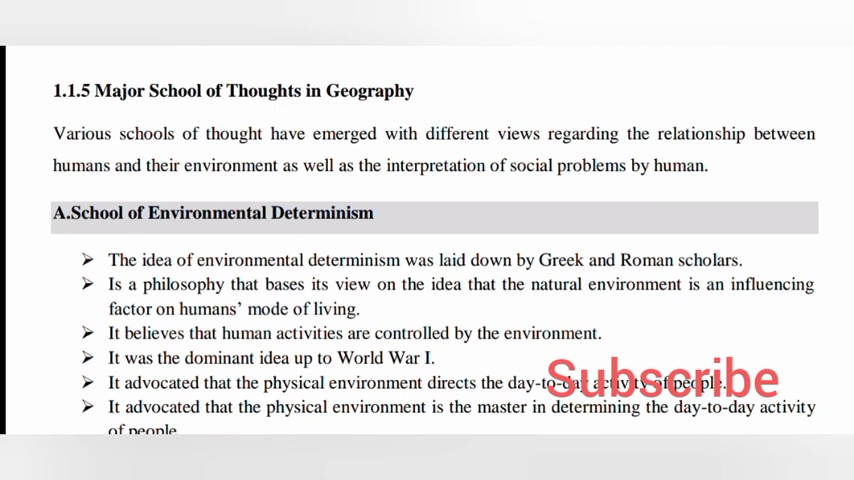 1.1.5 Major School of Thoughts in Geography
Various schools of thought have emerged with different views regarding the relationship between
humans and their environment as well as the interpretation of social problems by human.
A.School of Environmental Determinism
➢ The idea of environmental determinism was laid down by Greek and Roman scholars.
➢ Is a philosophy that bases its view on the idea that the natural environment is an influencing
factor on humans’ mode of living.
➢ It believes that human activities are controlled by the environment.
➢ It was the dominant idea up to World War I.
➢ It advocated that the physical environment directs the day-to-day activity of people.
Subscribe
➢ It advocated that the physical environment is the master in determining the day-to-day activity
of people